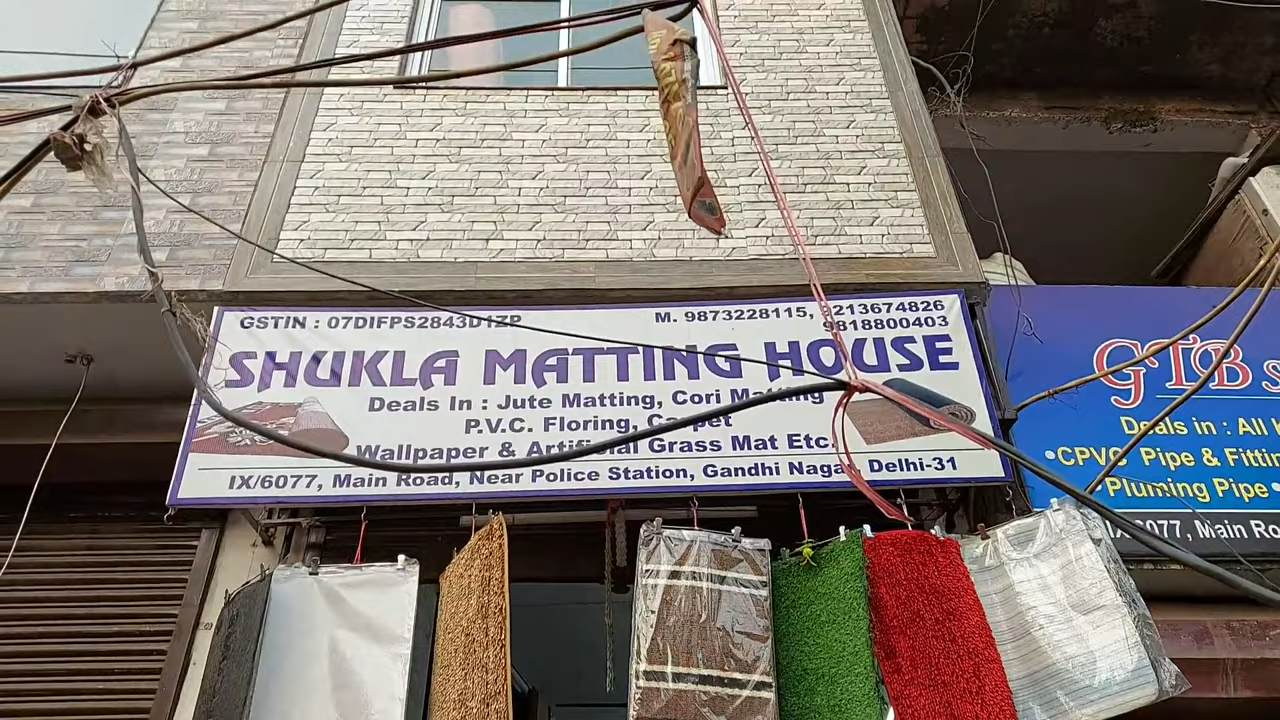 GSTIN : 07DIFPS2843D1ZP
M. 9873228115, 9213674826
9818800403
SHUKLA MATTING HOUSE
Deals In : Jute Matting, Cori Matting
P.V.C. Floring, Carpet
Wallpaper & Artificial Grass Mat Etc.
IX/6077, Main Road, Near Police Station, Gandhi Nagar, Delhi-31
GTB
Deals in : All
•CPVC Pipe &
•Pluming Pipe •
IX/6077, Main